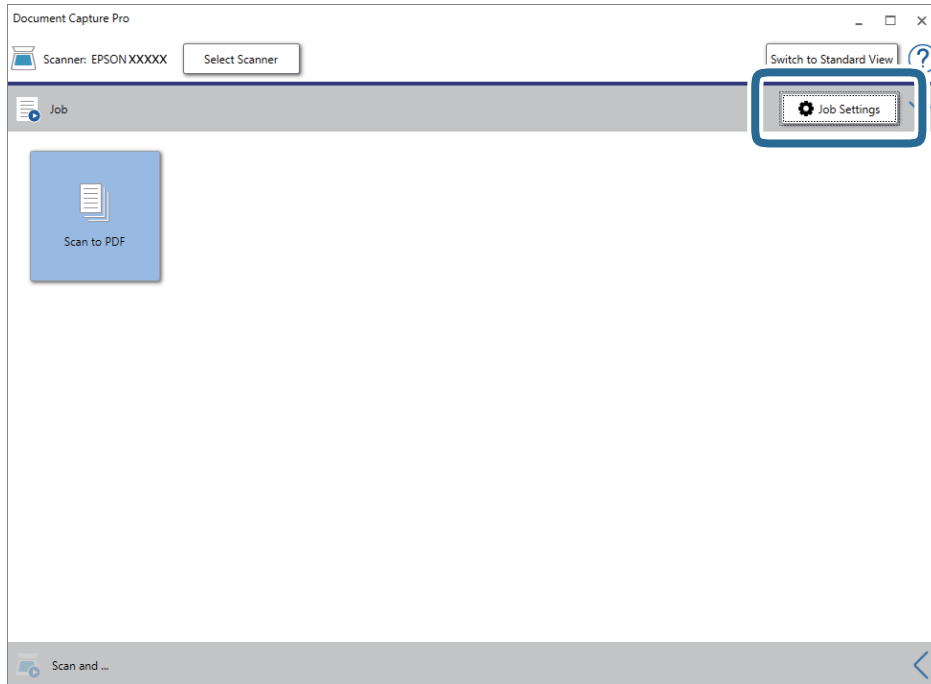 Document Capture Pro
Scanner: EPSON XXXXX Select Scanner Switch to Standard View ?
Job Job Settings
Scan to PDF
Scan and ...